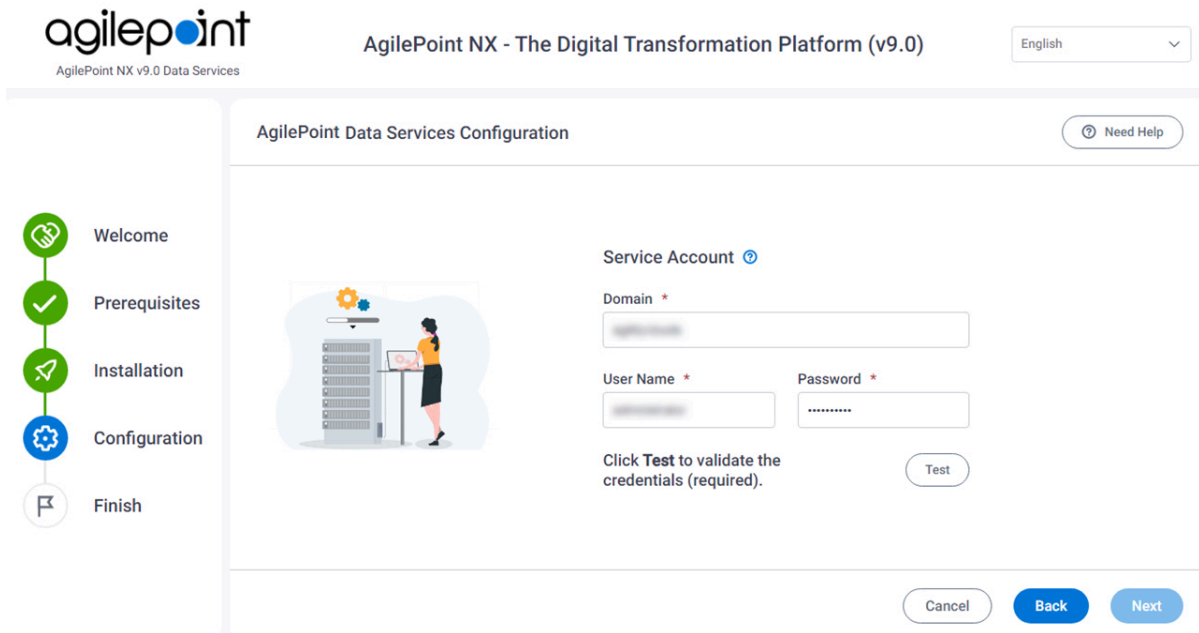 agilepoint
AgilePoint NX v9.0 Data Services
AgilePoint NX - The Digital Transformation Platform (v9.0)
English
AgilePoint Data Services Configuration
Need Help
Welcome
Prerequisites
Installation
Configuration
Finish
Service Account
Domain *
User Name *
Password *
Click Test to validate the
credentials (required).
Test
Cancel
Back
Next